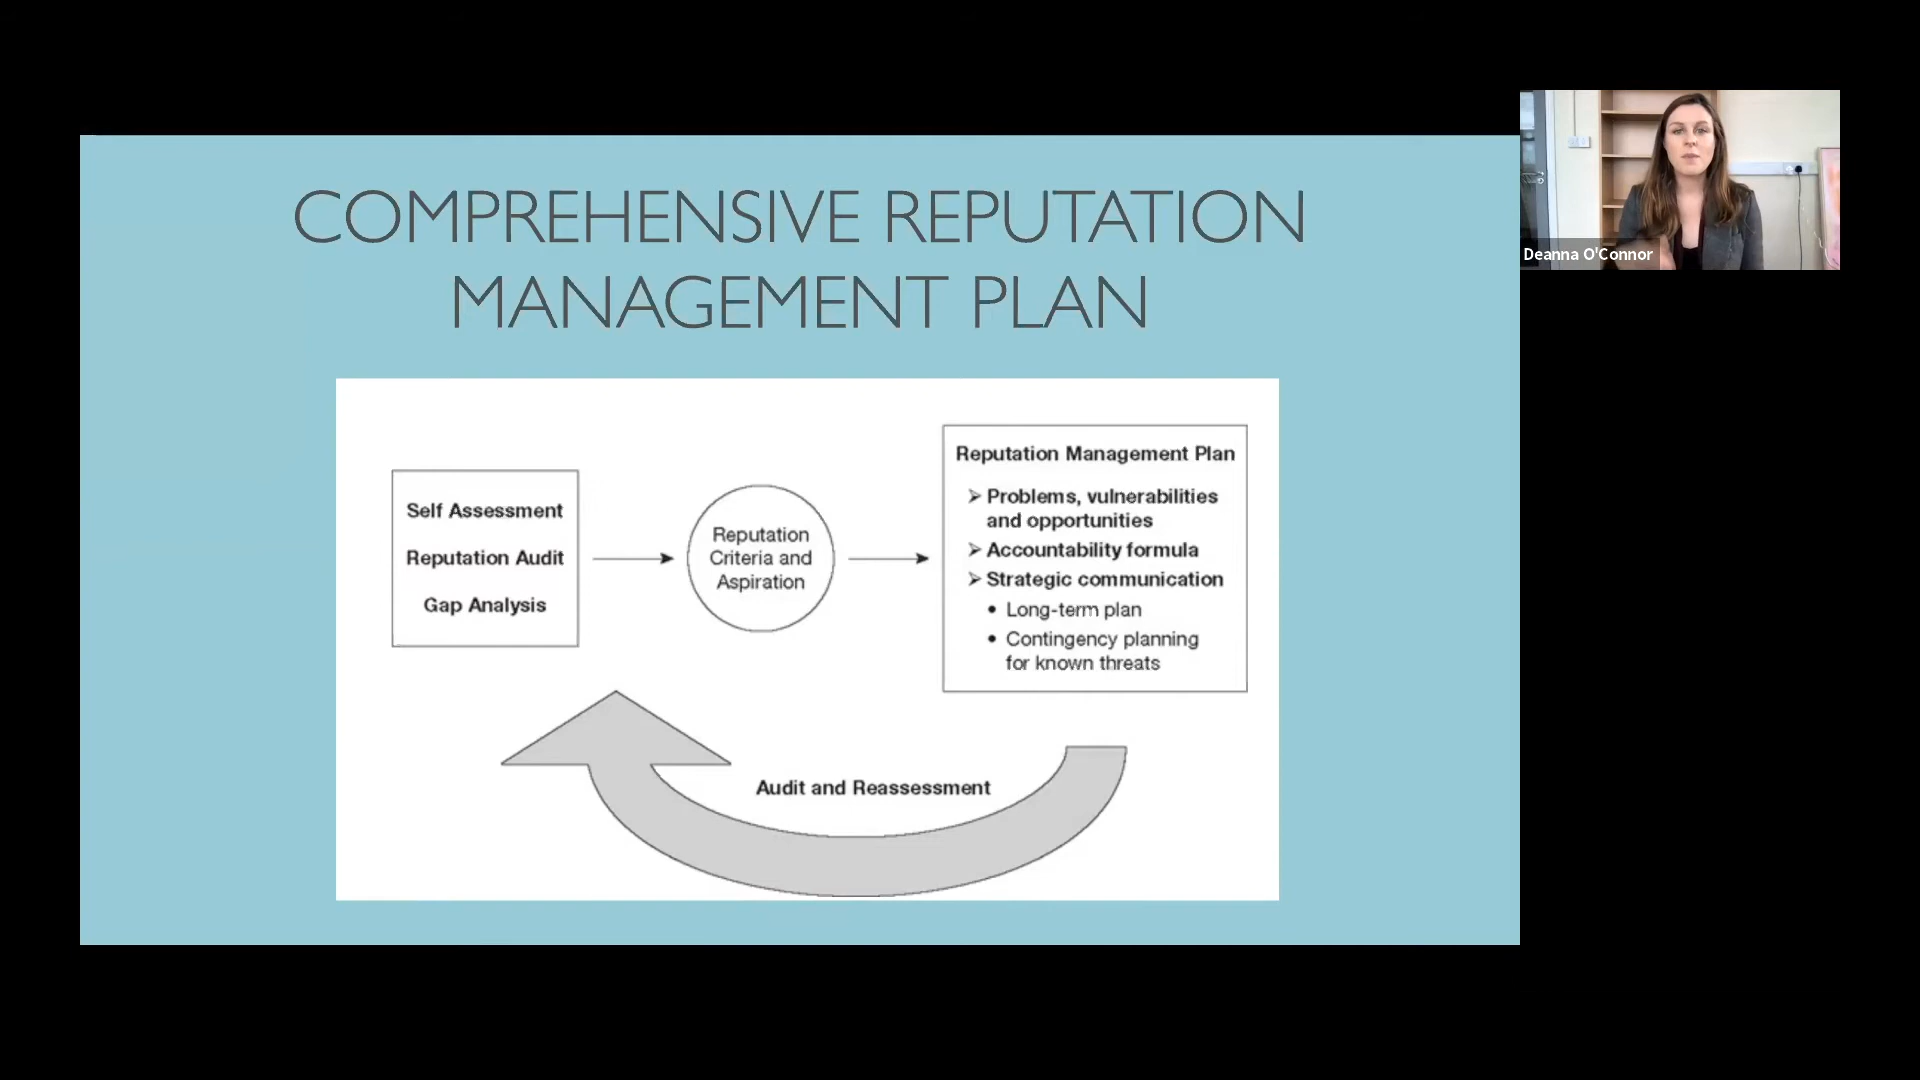 COMPREHENSIVE REPUTATION
MANAGEMENT PLAN
Self Assessment
Reputation Audit
Gap Analysis
Reputation
Criteria and
Aspiration
Reputation Management Plan
➢ Problems, vulnerabilities
and opportunities
➢ Accountability formula
➢ Strategic communication
• Long-term plan
• Contingency planning
for known threats
Audit and Reassessment
Deanna O'Connor